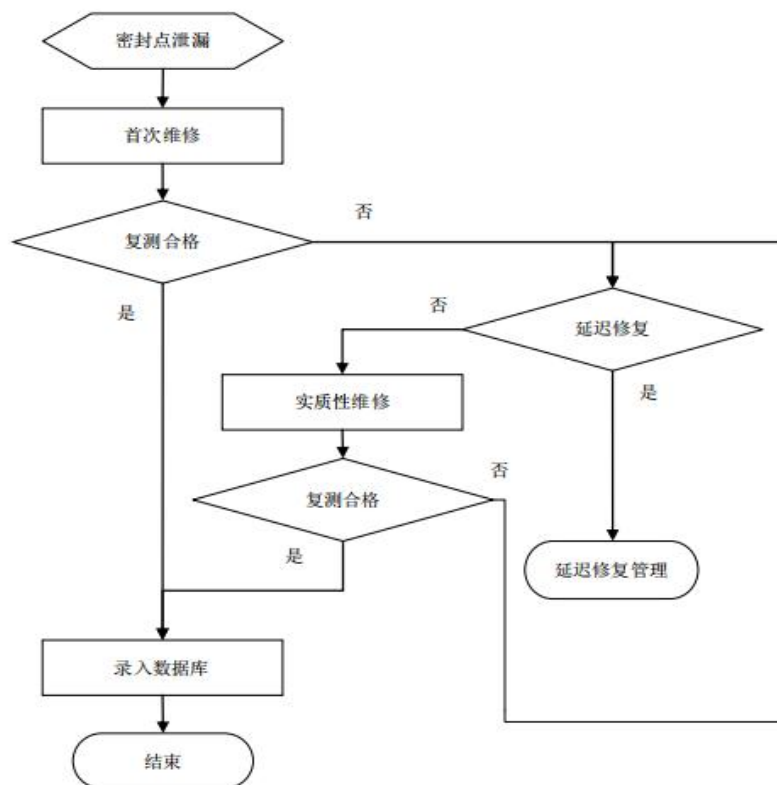 密封点泄漏
首次维修
否
复测合格
是
否
延迟修复
实质性维修
是
否
复测合格
是
延迟修复管理
录入数据库
结束